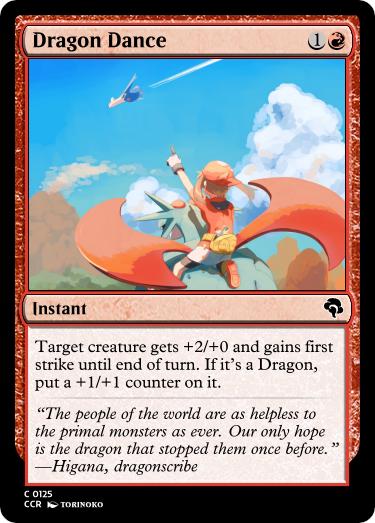 Dragon Dance 1
Instant
Target creature gets +2/+0 and gains first
strike until end of turn. If it's a Dragon,
put a +1/+1 counter on it.
“The people of the world are as helpless to
the primal monsters as ever. Our only hope
is the dragon that stopped them once before.”
—Higana, dragonscribe
C 0125
CCR TORINOKO